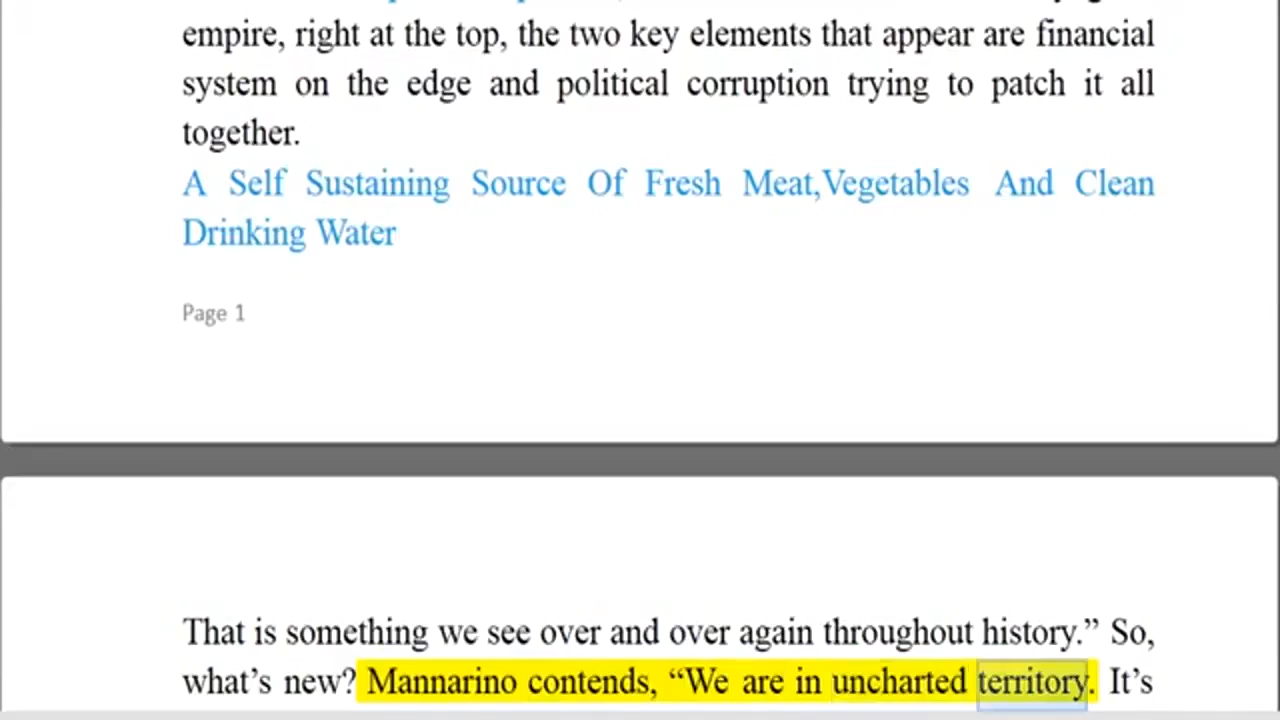 empire, right at the top, the two key elements that appear are financial
system on the edge and political corruption trying to patch it all
together.
A Self Sustaining Source Of Fresh Meat,Vegetables And Clean
Drinking Water
Page 1
That is something we see over and over again throughout history.” So,
what’s new? Mannarino contends, “We are in uncharted territory. It’s